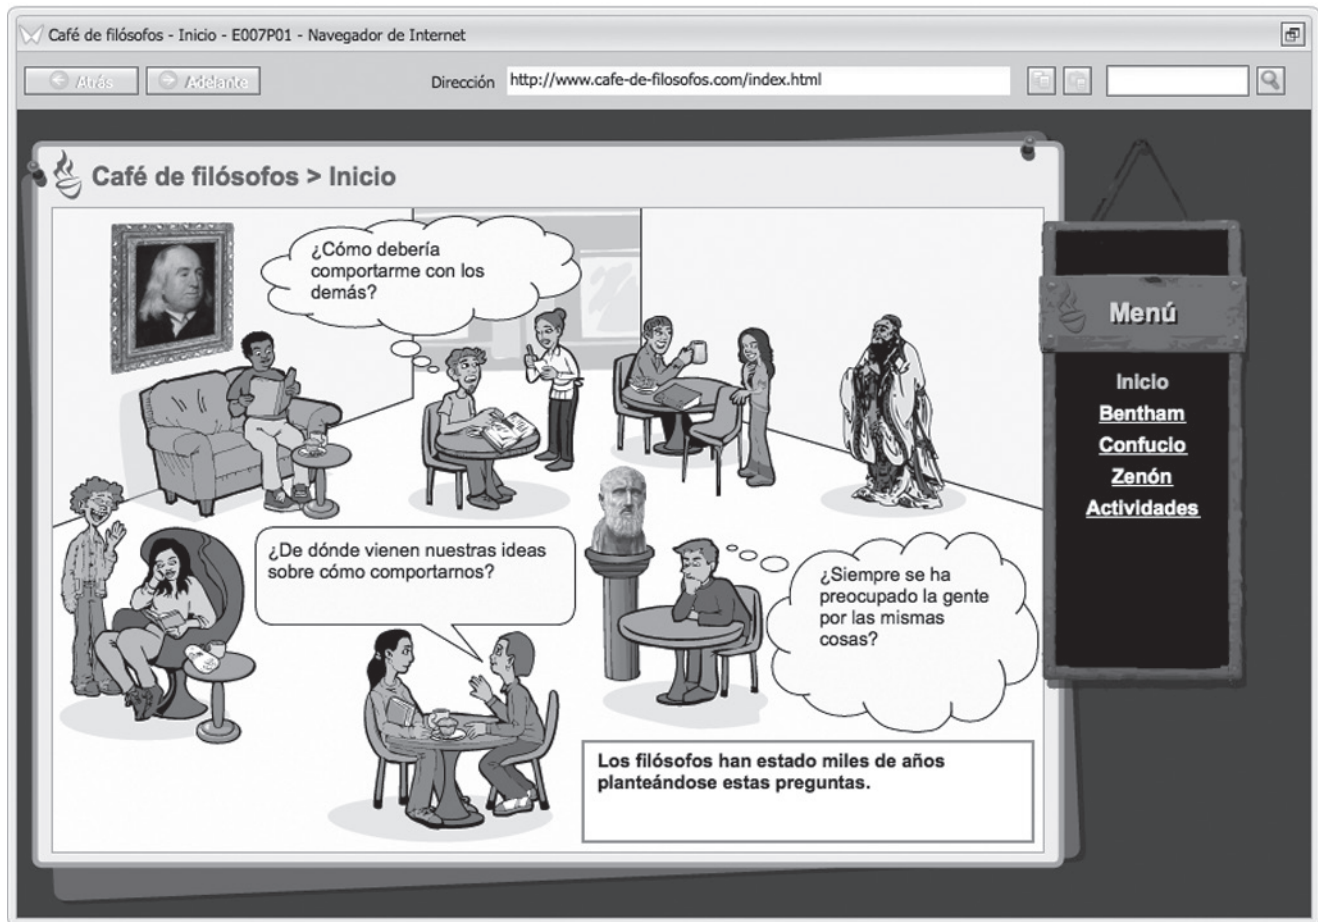 Café de filósofos - Inicio - E007P01 - Navegador de Internet
Atrás
Adelante
Dirección
http://www.cafe-de-filosofos.com/index.html
Café de filósofos > Inicio
¿Cómo debería
comportarme con los
demás?
Menú
Inicio
Bentham
Confucio
Zenón
Actividades
¿De dónde vienen nuestras ideas
sobre cómo comportarnos?
¿Siempre se ha
preocupado la gente
por las mismas
cosas?
Los filósofos han estado miles de años
planteándose estas preguntas.